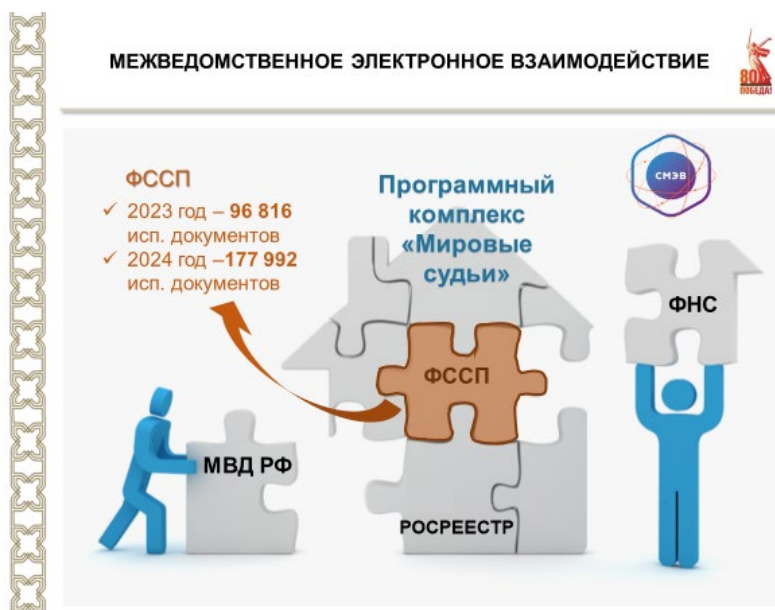 МЕЖВЕДОМСТВЕННОЕ ЭЛЕКТРОННОЕ ВЗАИМОДЕЙСТВИЕ
80
ПОБЕДА!
ФССП
✓ 2023 год – 96 816
исп. документов
✓ 2024 год –177 992
исп. документов
Программный
комплекс
«Мировые
судьи»
СМЭВ
ФНС
ФССП
МВД РФ
РОСРЕЕСТР